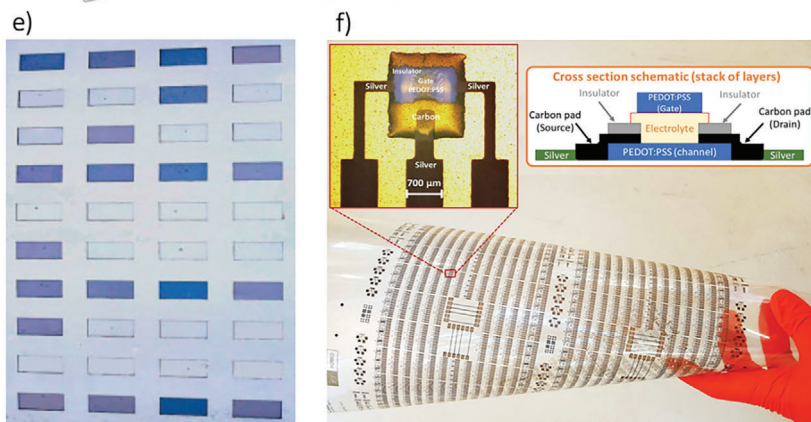 e)
f)
Insulator
Gate
PEDOT:PSS
Silver
Silver
Carbon
Silver
700 µm
Cross section schematic (stack of layers)
Insulator
PEDOT:PSS
(Gate)
Insulator
Carbon pad
(Source)
Electrolyte
Carbon pad
(Drain)
Silver
PEDOT:PSS (channel)
Silver